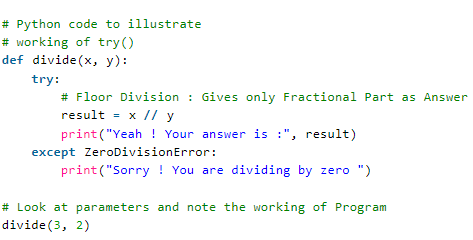 # Python code to illustrate
# working of try()
def divide(x, y):
    try:
        # Floor Division : Gives only Fractional Part as Answer
        result = x // y
        print("Yeah ! Your answer is :", result)
    except ZeroDivisionError:
        print("Sorry ! You are dividing by zero ")

# Look at parameters and note the working of Program
divide(3, 2)